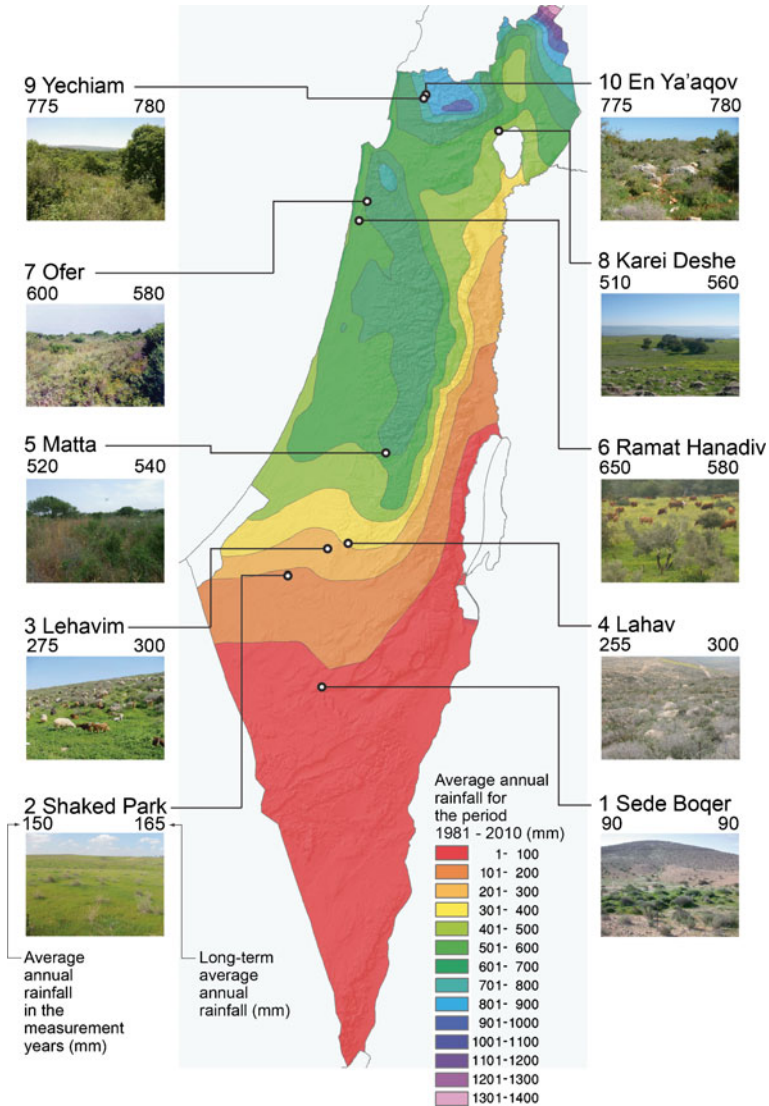 9 Yechiam
775 780
10 En Ya'aqov
775 780
7 Ofer
600 580
8 Karei Deshe
510 560
5 Matta
520 540
6 Ramat Hanadiv
650 580
3 Lehavim
275 300
4 Lahav
255 300
2 Shaked Park
150 165
1 Sede Boqer
90 90
Average
annual
rainfall
in the
measurement
years (mm)
Long-term
average
annual
rainfall (mm)
Average annual
rainfall for
the period
1981 - 2010 (mm)
1- 100
101- 200
201- 300
301- 400
401- 500
501- 600
601- 700
701- 800
801- 900
901-1000
1001-1100
1101-1200
1201-1300
1301-1400